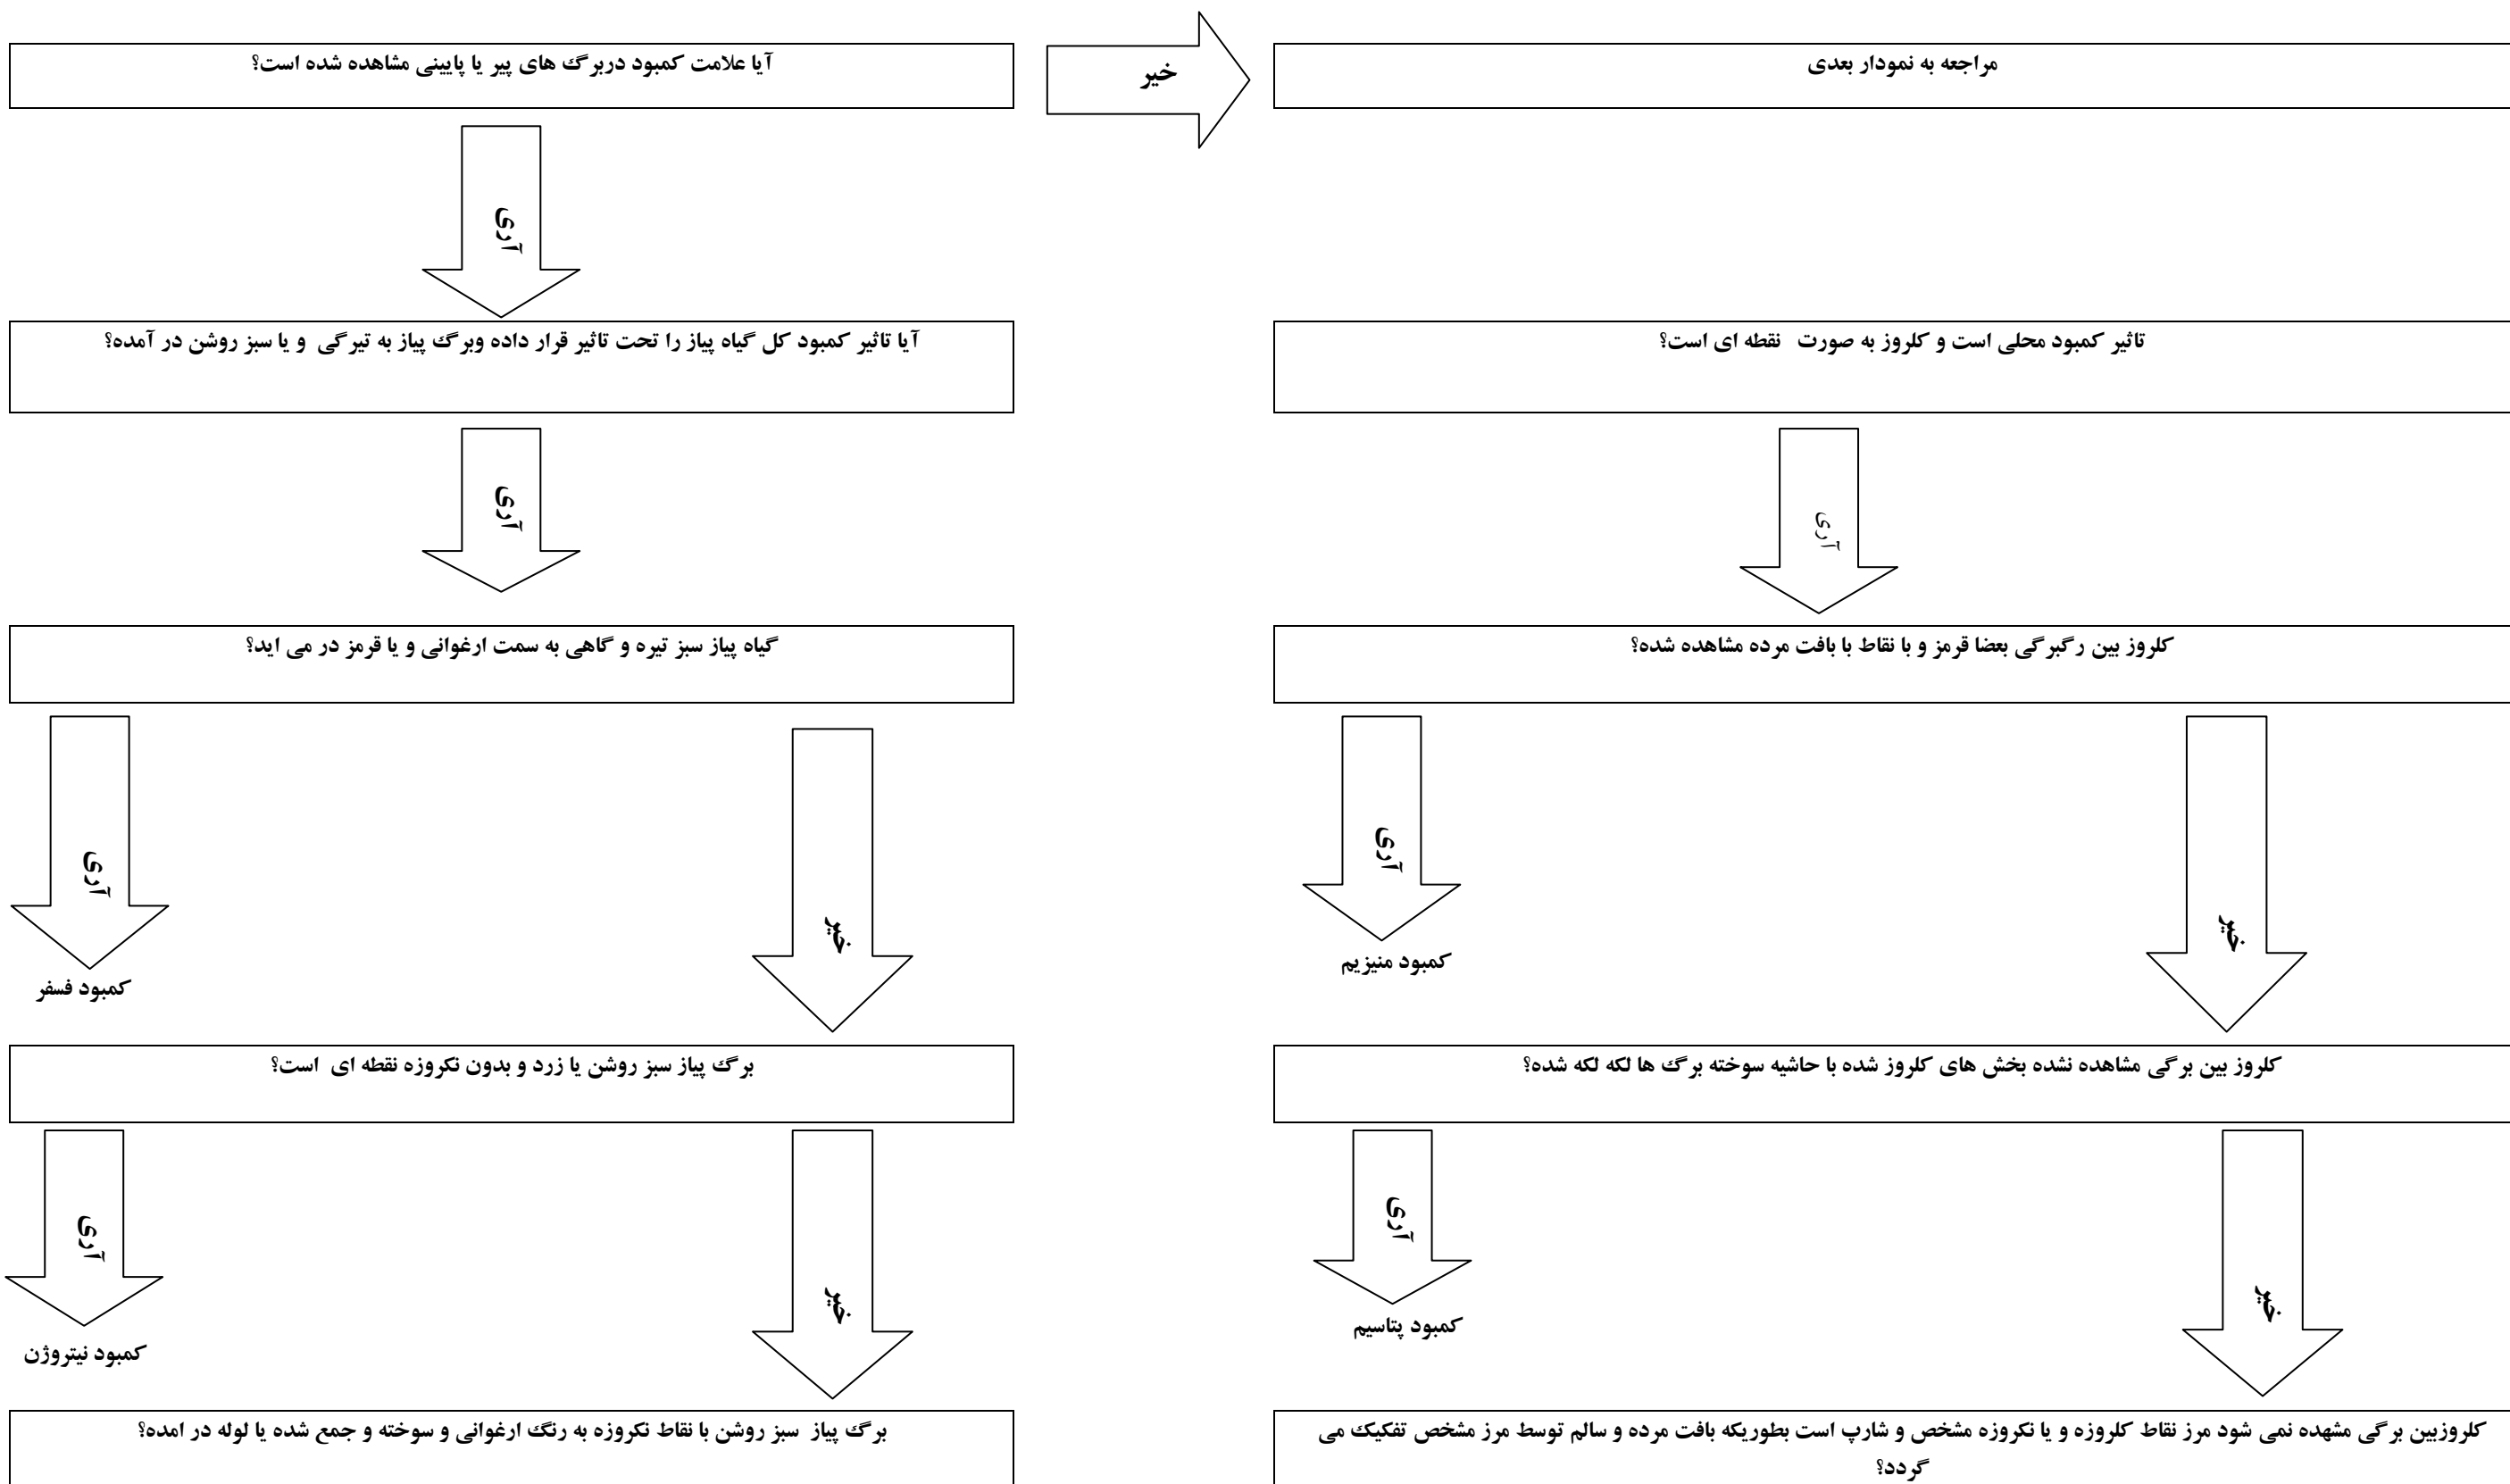 آیا علامت کمبود دربرگ های پیر یا پایینی مشاهده شده است؟
خیر
مراجعه به نمودار بعدی
آری
آیا تاثیر کمبود کل گیاه پیاز را تحت تاثیر قرار داده وبرگ پیاز به تیرگی و یا سبز روشن در آمده؟
تاثیر کمبود محلی است و کلروز به صورت نقطه ای است؟
آری
آری
گیاه پیاز سبز تیره و گاهی به سمت ارغوانی و یا قرمز در می اید؟
کلروز بین رگبرگی بعضا قرمز و با نقاط با بافت مرده مشاهده شده؟
آری
خیر
آری
خیر
کمبود فسفر
کمبود منیزیم
برگ پیاز سبز روشن یا زرد و بدون نکروزه نقطه ای است؟
کلروز بین برگی مشاهده نشده بخش های کلروز شده با حاشیه سوخته برگ ها لکه لکه شده؟
آری
خیر
آری
خیر
کمبود نیتروژن
کمبود پتاسیم
برگ پیاز سبز روشن با نقاط نکروزه به رنگ ارغوانی و سوخته و جمع شده یا لوله در امده؟
کلروزبین برگی مشهده نمی شود مرز نقاط کلروزه و یا نکروزه مشخص و شارپ است بطوریکه بافت مرده و سالم توسط مرز مشخص تفکیک می
گردد؟